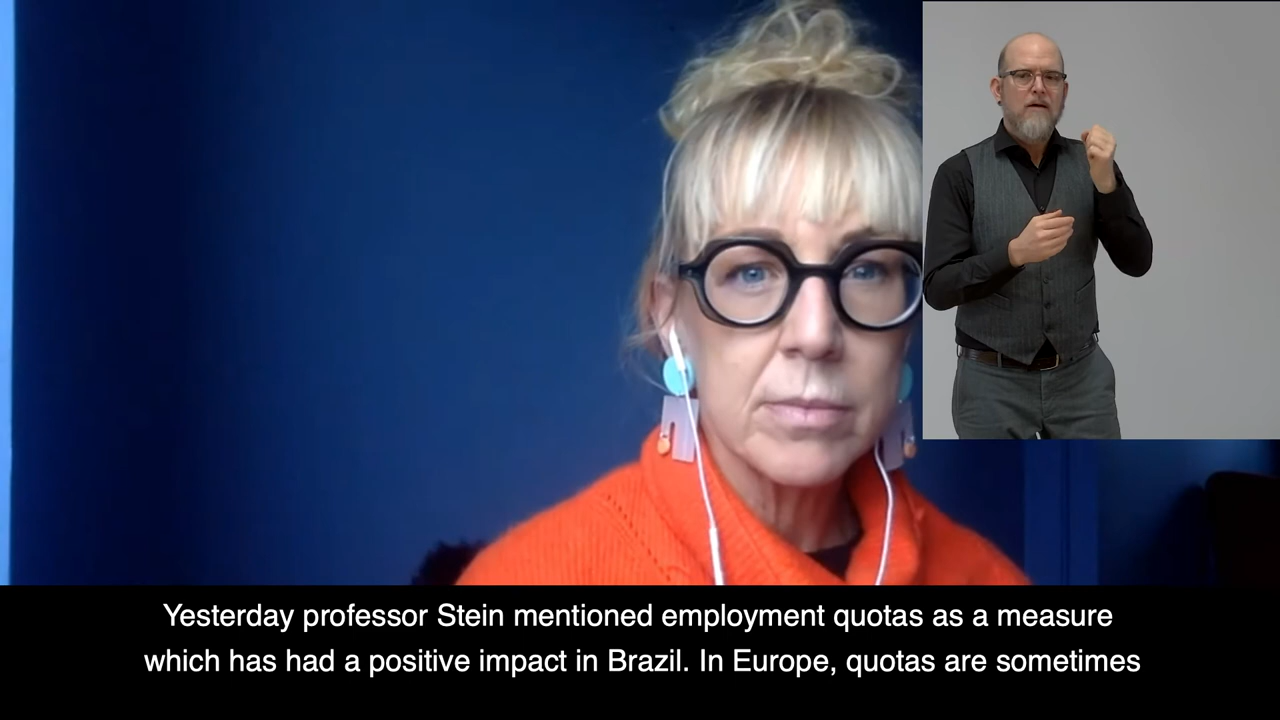 Yesterday professor Stein mentioned employment quotas as a measure
which has had a positive impact in Brazil. In Europe, quotas are sometimes